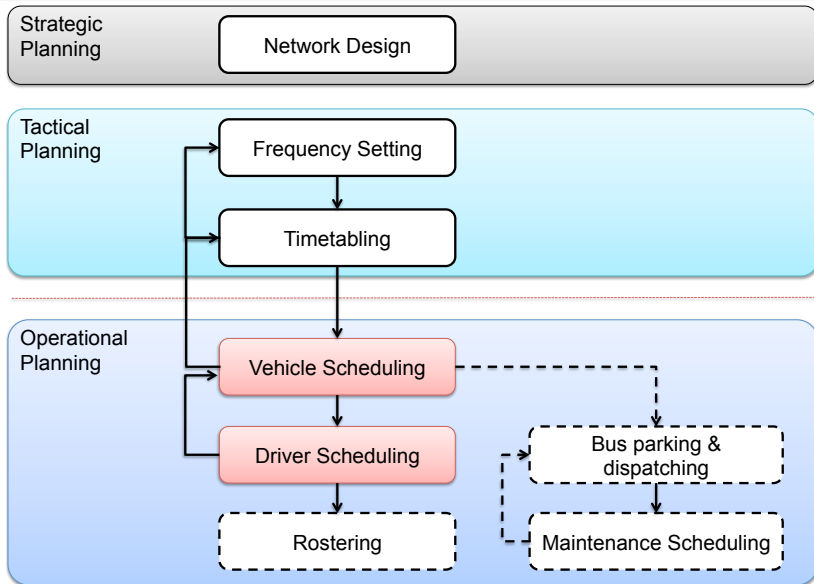 Strategic
Planning
Network Design
Tactical
Planning
Frequency Setting
Timetabling
Operational
Planning
Vehicle Scheduling
Driver Scheduling
Bus parking &
dispatching
Rostering
Maintenance Scheduling